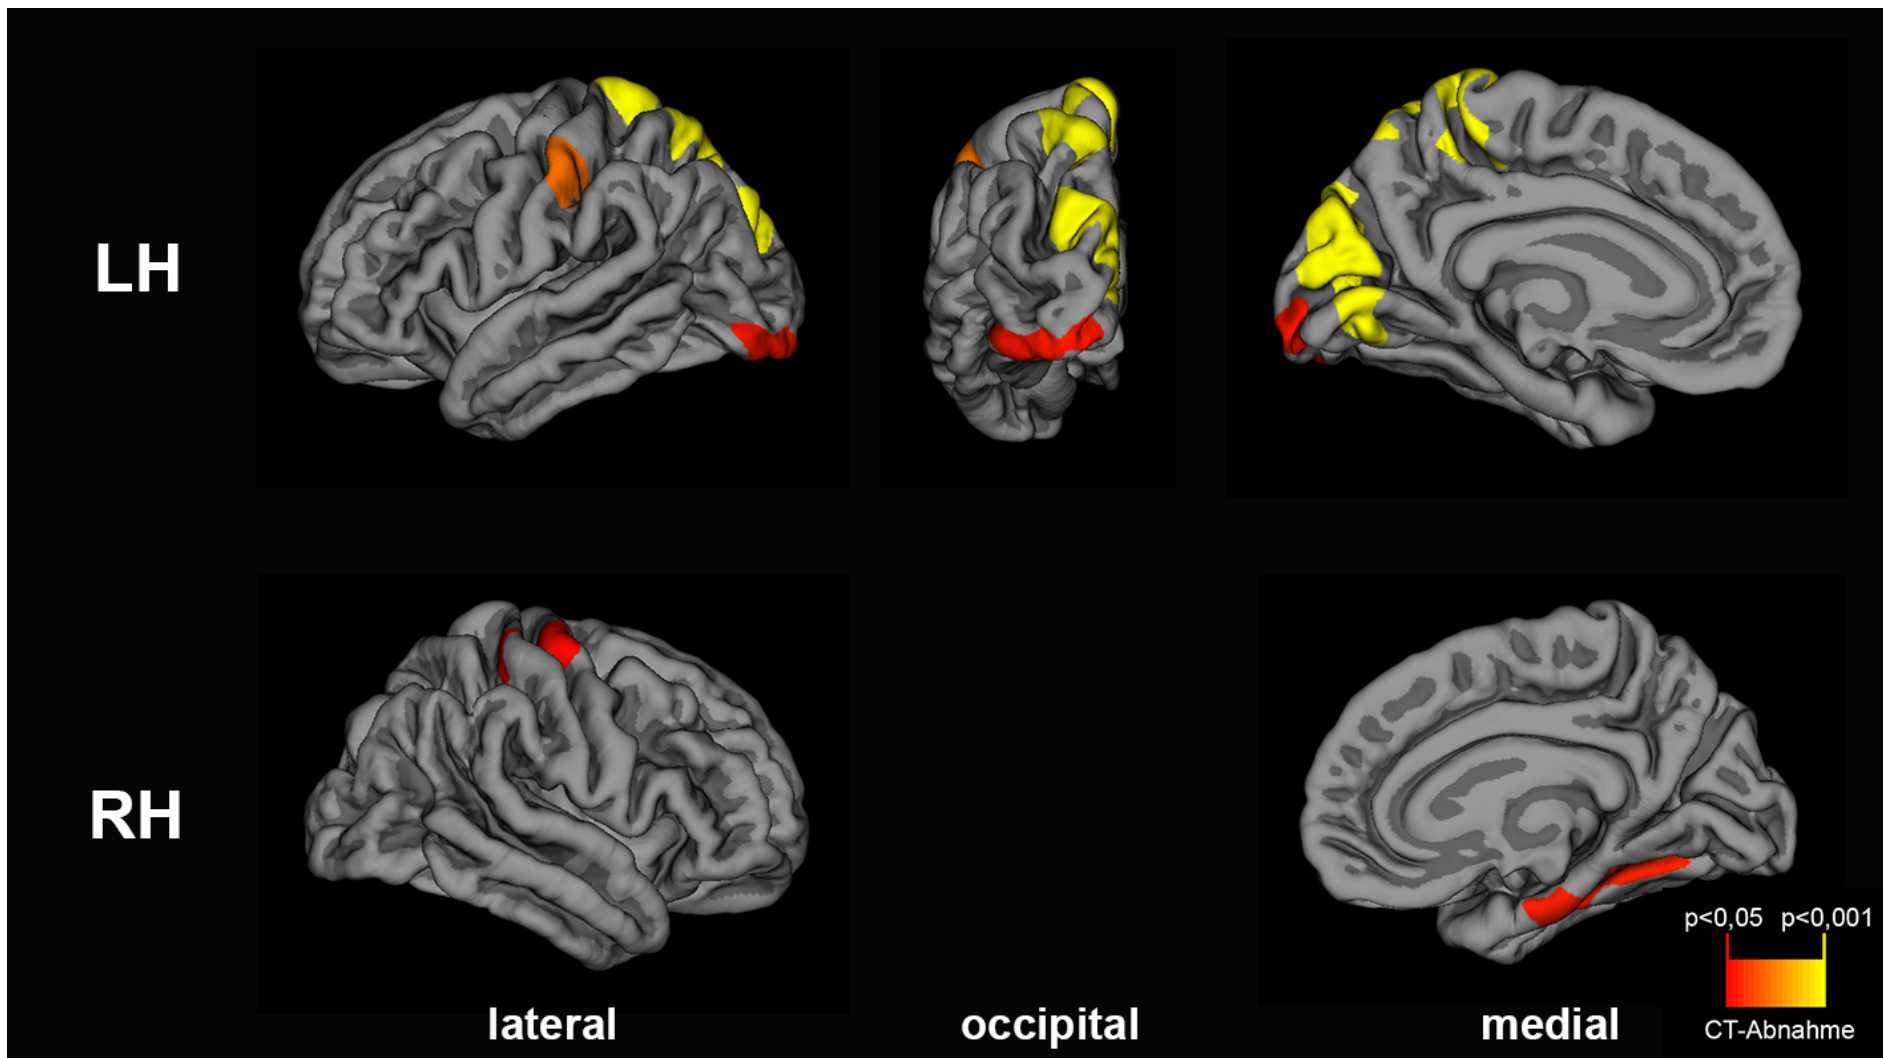 LH
RH
p<0,05 p<0,001
CT-Abnahme
lateral
occipital
medial